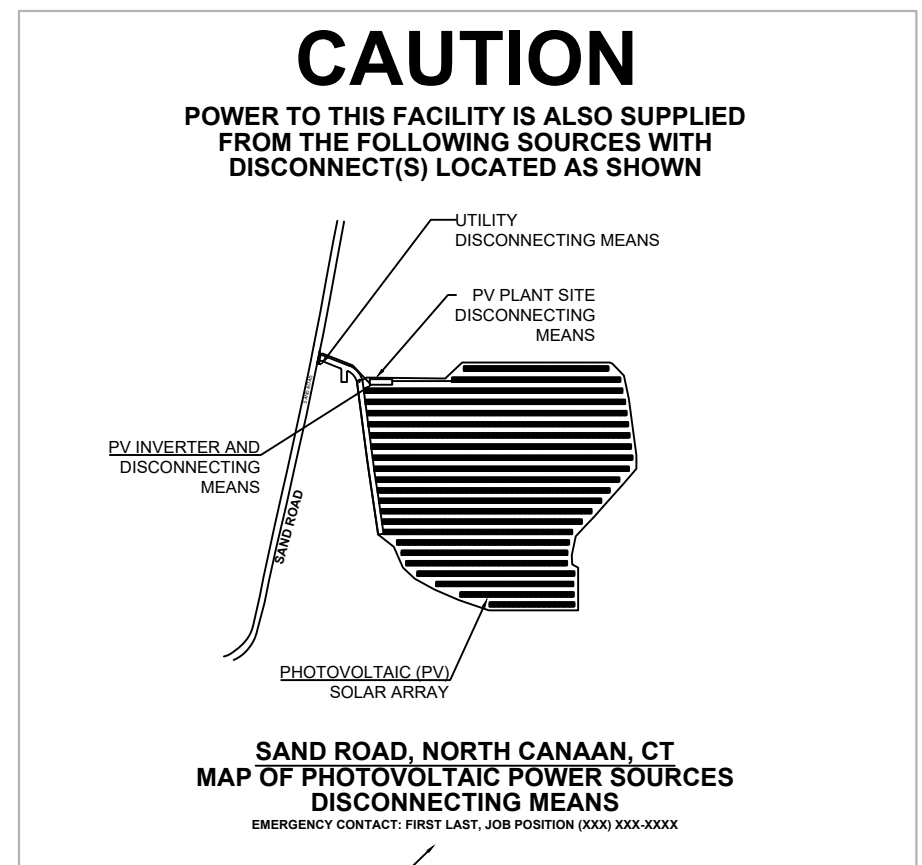 CAUTION
POWER TO THIS FACILITY IS ALSO SUPPLIED
FROM THE FOLLOWING SOURCES WITH
DISCONNECT(S) LOCATED AS SHOWN
UTILITY
DISCONNECTING MEANS
PV PLANT SITE
DISCONNECTING
MEANS
SAND ROAD
PV INVERTER AND
DISCONNECTING
MEANS
SAND ROAD
PHOTOVOLTAIC (PV)
SOLAR ARRAY
SAND ROAD, NORTH CANAAN, CT
MAP OF PHOTOVOLTAIC POWER SOURCES
DISCONNECTING MEANS
EMERGENCY CONTACT: FIRST LAST, JOB POSITION (XXX) XXX-XXXX